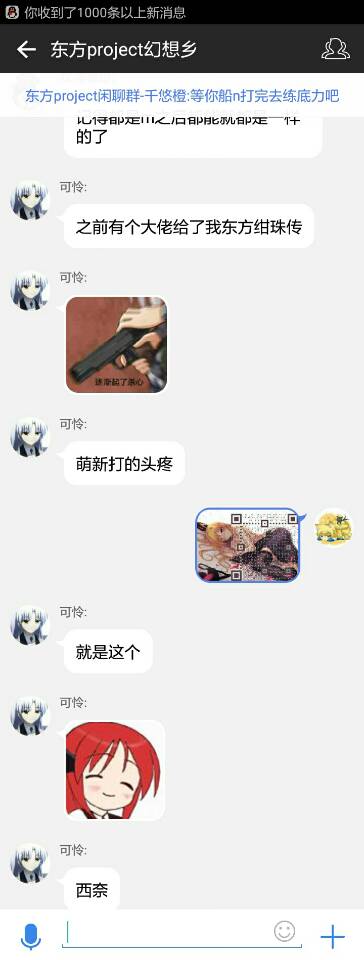 你收到了1000条以上新消息
东方project幻想乡
东方project闲聊群-千悠橙:等你船n打完去练底力吧
记得都是m之后都能就都是一样
的了
可怜:
之前有个大佬给了我东方绀珠传
可怜:
逐渐起了杀心
可怜:
萌新打的头疼
可怜:
就是这个
可怜:
可怜:
西奈